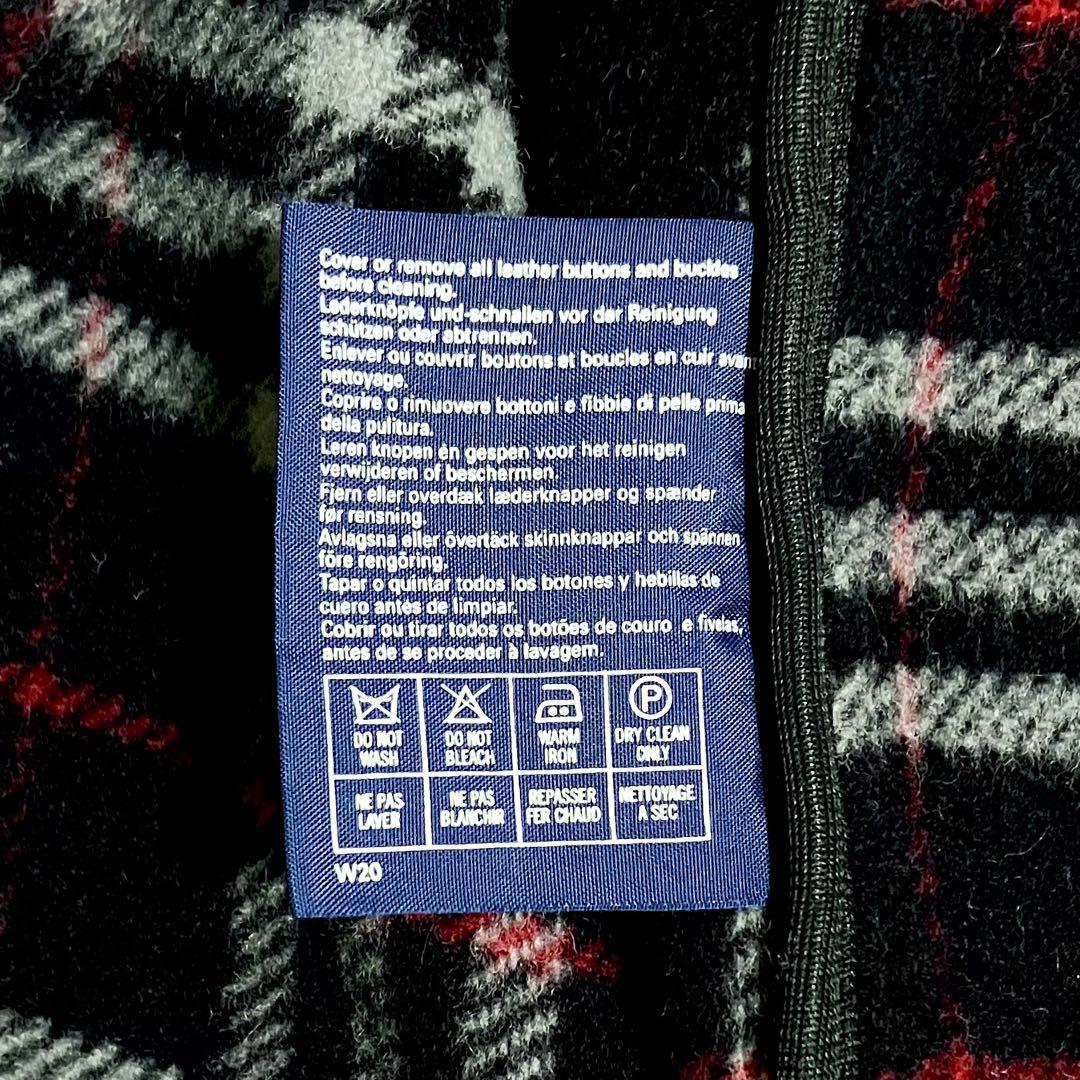 Cover or remove all leather buttons and buckles
before cleaning.
Lederknöpfe und-schnallen vor der Reinigung
schützen oder abtrennen.
Enlever ou couvrir boutons et boucles en cuir avan
nettoyage.
Coprire o rimuovere bottoni e fibbie di pelle prima
della pulitura.
Leren knopen en gespen voor het reinigen
verwijderen of beschermen.
Fjern eller overdæk læderknapper og spænder
før rensning.
Avlagsna eller övertäck skinnknappar och spännen
före rengöring.
Tapar o quintar todos los botones y hebillas de
cuero antes de limpiar.
Cobrir ou tirar todos os botões de couro e fivelas,
antes de se proceder à lavagem.
P
DO NOT WASH
DO NOT BLEACH
WARM IRON
DRY CLEAN ONLY
NE PAS LAVER
NE PAS BLANCHIR
REPASSER FER CHAUD
NETTOYAGE A SEC
W20